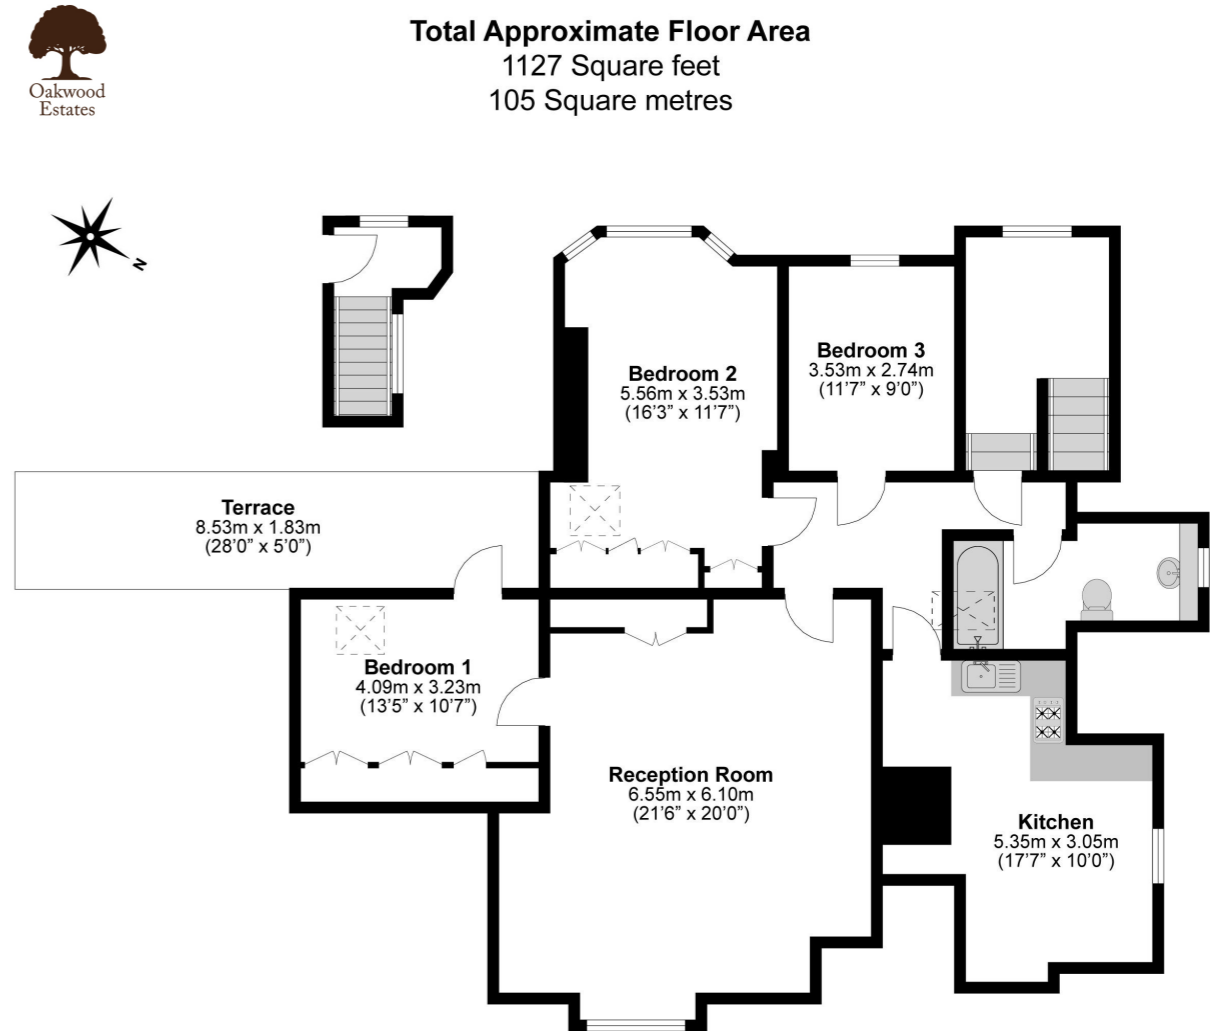 Total Approximate Floor Area
1127 Square feet
105 Square metres
Oakwood
Estates
N
Bedroom 2
5.56m x 3.53m
(16'3" x 11'7")
Bedroom 3
3.53m x 2.74m
(11'7" x 9'0")
Terrace
8.53m x 1.83m
(28'0" x 5'0")
Bedroom 1
4.09m x 3.23m
(13'5" x 10'7")
Reception Room
6.55m x 6.10m
(21'6" x 20'0")
Kitchen
5.35m x 3.05m
(17'7" x 10'0")